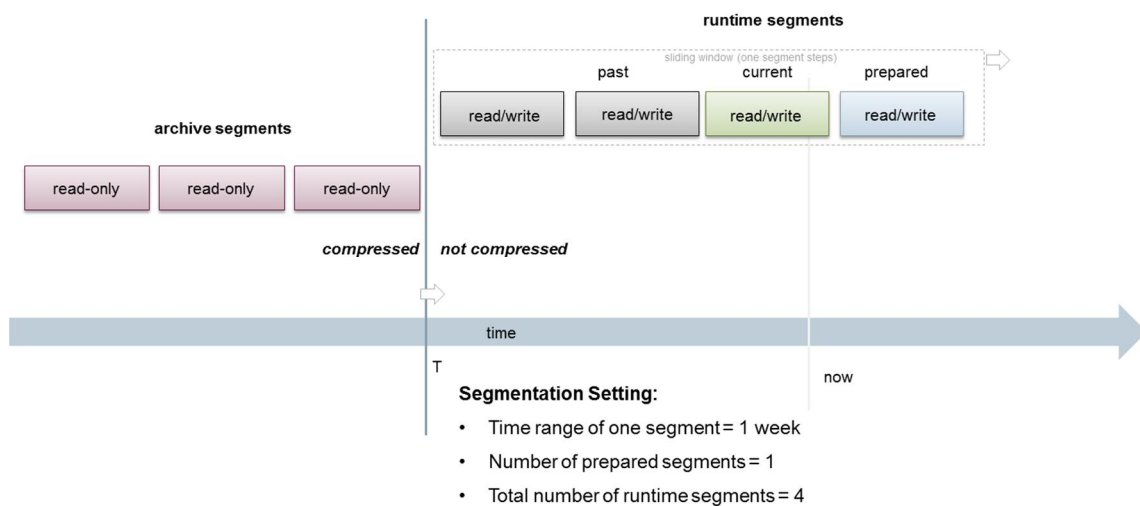 runtime segments
sliding window (one segment steps)
past
current
prepared
read/write
read/write
read/write
read/write
archive segments
read-only
read-only
read-only
compressed
not compressed
time
T
now
Segmentation Setting:
• Time range of one segment = 1 week
• Number of prepared segments = 1
• Total number of runtime segments = 4